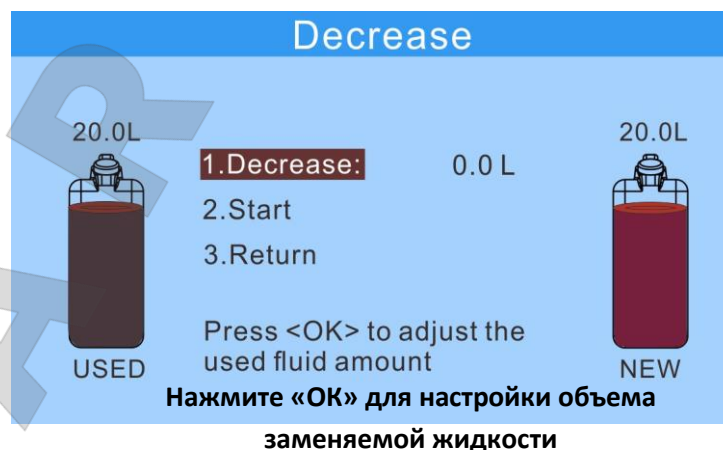 Decrease
20.0L
20.0L
1.Decrease: 0.0 L
2.Start
3.Return
Press <OK> to adjust the
used fluid amount
USED
NEW
Нажмите «ОК» для настройки объема
заменяемой жидкости